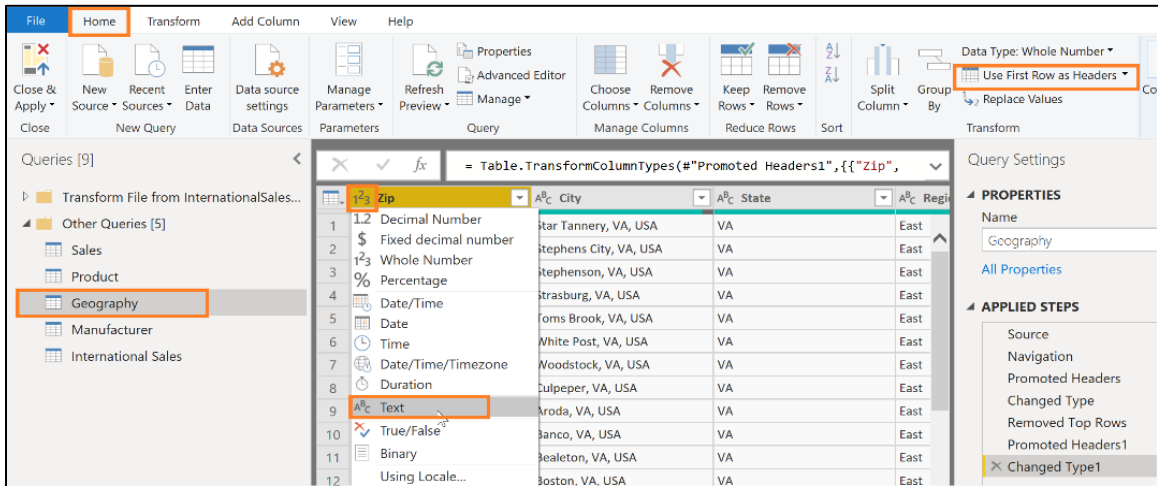 File Home Transform Add Column View Help
Close & Apply
New Source
Recent Sources
Enter Data
Data source settings
Manage Parameters
Refresh Preview
Properties
Advanced Editor
Manage
Choose Columns
Remove Columns
Keep Rows
Remove Rows
Split Column
Group By
Data Type: Whole Number
Use First Row as Headers
Replace Values
Co
Close New Query Data Sources Parameters Query Manage Columns Reduce Rows Sort Transform
Queries [9]
Transform File from InternationalSales...
Other Queries [5]
Sales
Product
Geography
Manufacturer
International Sales
fx = Table.TransformColumnTypes(#"Promoted Headers1",{{"Zip",
1²3 Zip ABC City ABC State ABC Regi
1 Star Tannery, VA, USA VA East
2 Stephens City, VA, USA VA East
3 Stephenson, VA, USA VA East
4 Strasburg, VA, USA VA East
5 Toms Brook, VA, USA VA East
6 White Post, VA, USA VA East
7 Woodstock, VA, USA VA East
8 Culpeper, VA, USA VA East
9 Aroda, VA, USA VA East
10 Banco, VA, USA VA East
11 Bealeton, VA, USA VA East
12 Boston, VA, USA VA East
1.2 Decimal Number
$ Fixed decimal number
1²3 Whole Number
% Percentage
Date/Time
Date
Time
Date/Time/Timezone
Duration
ABC Text
True/False
Binary
Using Locale...
Query Settings
PROPERTIES
Name
Geography
All Properties
APPLIED STEPS
Source
Navigation
Promoted Headers
Changed Type
Removed Top Rows
Promoted Headers1
Changed Type1